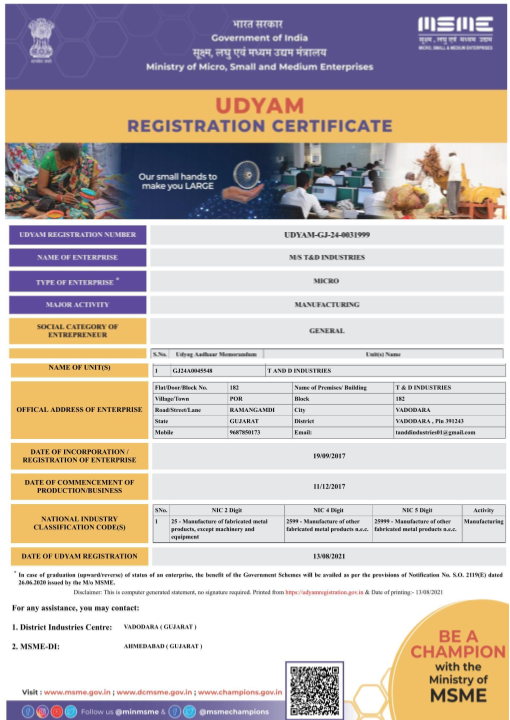 भारत सरकार
Government of India
सूक्ष्म, लघु एवं मध्यम उद्यम मंत्रालय
Ministry of Micro, Small and Medium Enterprises
MSME
सूक्ष्म, लघु एवं मध्यम उद्यम
MICRO, SMALL & MEDIUM ENTERPRISES
UDYAM
REGISTRATION CERTIFICATE
Our small hands to
make you LARGE
UDYAM REGISTRATION NUMBER UDYAM-GJ-24-0031999
NAME OF ENTERPRISE M/S T&D INDUSTRIES
TYPE OF ENTERPRISE * MICRO
MAJOR ACTIVITY MANUFACTURING
SOCIAL CATEGORY OF
ENTREPRENEUR GENERAL
S.No. Udyog Aadhaar Memorandum Unit(s) Name
NAME OF UNIT(S) 1 GJ24A0045548 T AND D INDUSTRIES
OFFICAL ADDRESS OF ENTERPRISE
Flat/Door/Block No. 182 Name of Premises/ Building T & D INDUSTRIES
Village/Town POR Block 182
Road/Street/Lane RAMANGAMDI City VADODARA
State GUJARAT District VADODARA , Pin 391243
Mobile 9687850173 Email: tanddindustries01@gmail.com
DATE OF INCORPORATION /
REGISTRATION OF ENTERPRISE 19/09/2017
DATE OF COMMENCEMENT OF
PRODUCTION/BUSINESS 11/12/2017
NATIONAL INDUSTRY
CLASSIFICATION CODE(S)
SNo. NIC 2 Digit NIC 4 Digit NIC 5 Digit Activity
1 25 - Manufacture of fabricated metal products, except machinery and equipment 2599 - Manufacture of other fabricated metal products n.e.c. 25999 - Manufacture of other fabricated metal products n.e.c. Manufacturing
DATE OF UDYAM REGISTRATION 13/08/2021
* In case of graduation (upward/reverse) of status of an enterprise, the benefit of the Government Schemes will be availed as per the provisions of Notification No. S.O. 2119(E) dated
26.06.2020 issued by the M/o MSME.
Disclaimer: This is computer generated statement, no signature required. Printed from https://udyamregistration.gov.in & Date of printing:- 13/08/2021
For any assistance, you may contact:
1. District Industries Centre: VADODARA ( GUJARAT )
2. MSME-DI: AHMEDABAD ( GUJARAT )
BE A
CHAMPION
with the
Ministry of
MSME
Visit : www.msme.gov.in ; www.dcmsme.gov.in ; www.champions.gov.in
Follow us @minmsme & @msmechampions